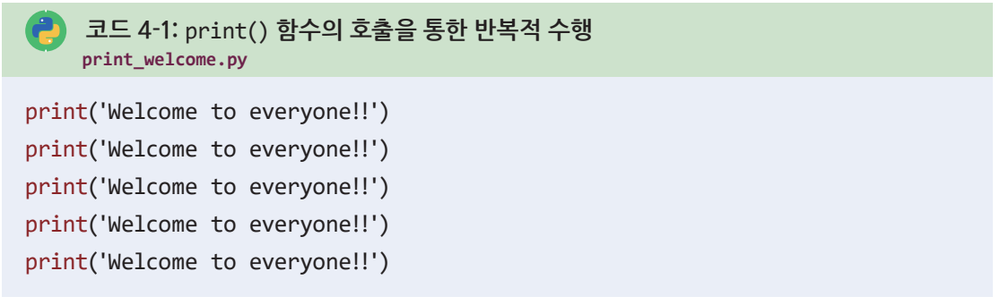 코드 4-1: print() 함수의 호출을 통한 반복적 수행
print_welcome.py
print('Welcome to everyone!!')
print('Welcome to everyone!!')
print('Welcome to everyone!!')
print('Welcome to everyone!!')
print('Welcome to everyone!!')